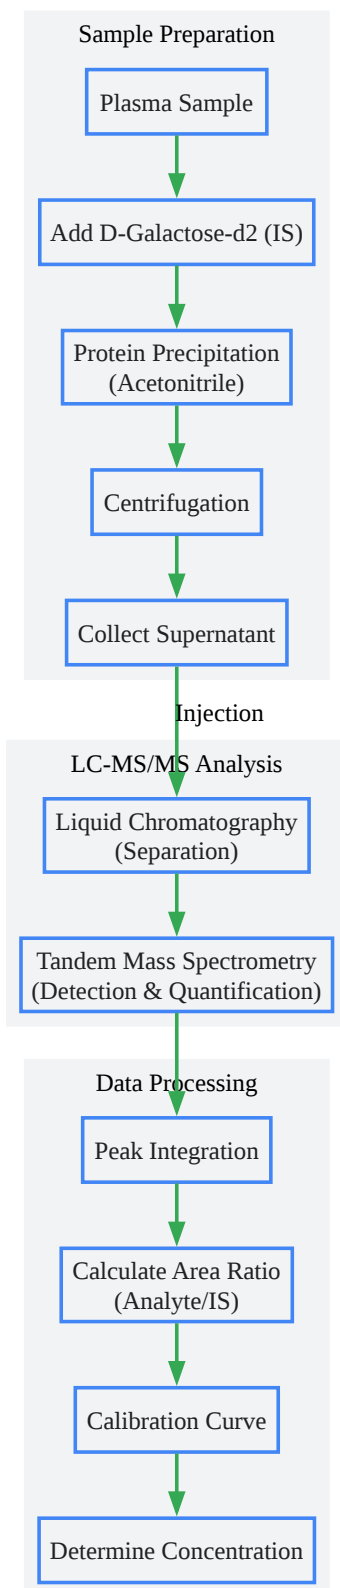 Sample Preparation
Plasma Sample
Add D-Galactose-d2 (IS)
Protein Precipitation
(Acetonitrile)
Centrifugation
Collect Supernatant
Injection
LC-MS/MS Analysis
Liquid Chromatography
(Separation)
Tandem Mass Spectrometry
(Detection & Quantification)
Data Processing
Peak Integration
Calculate Area Ratio
(Analyte/IS)
Calibration Curve
Determine Concentration